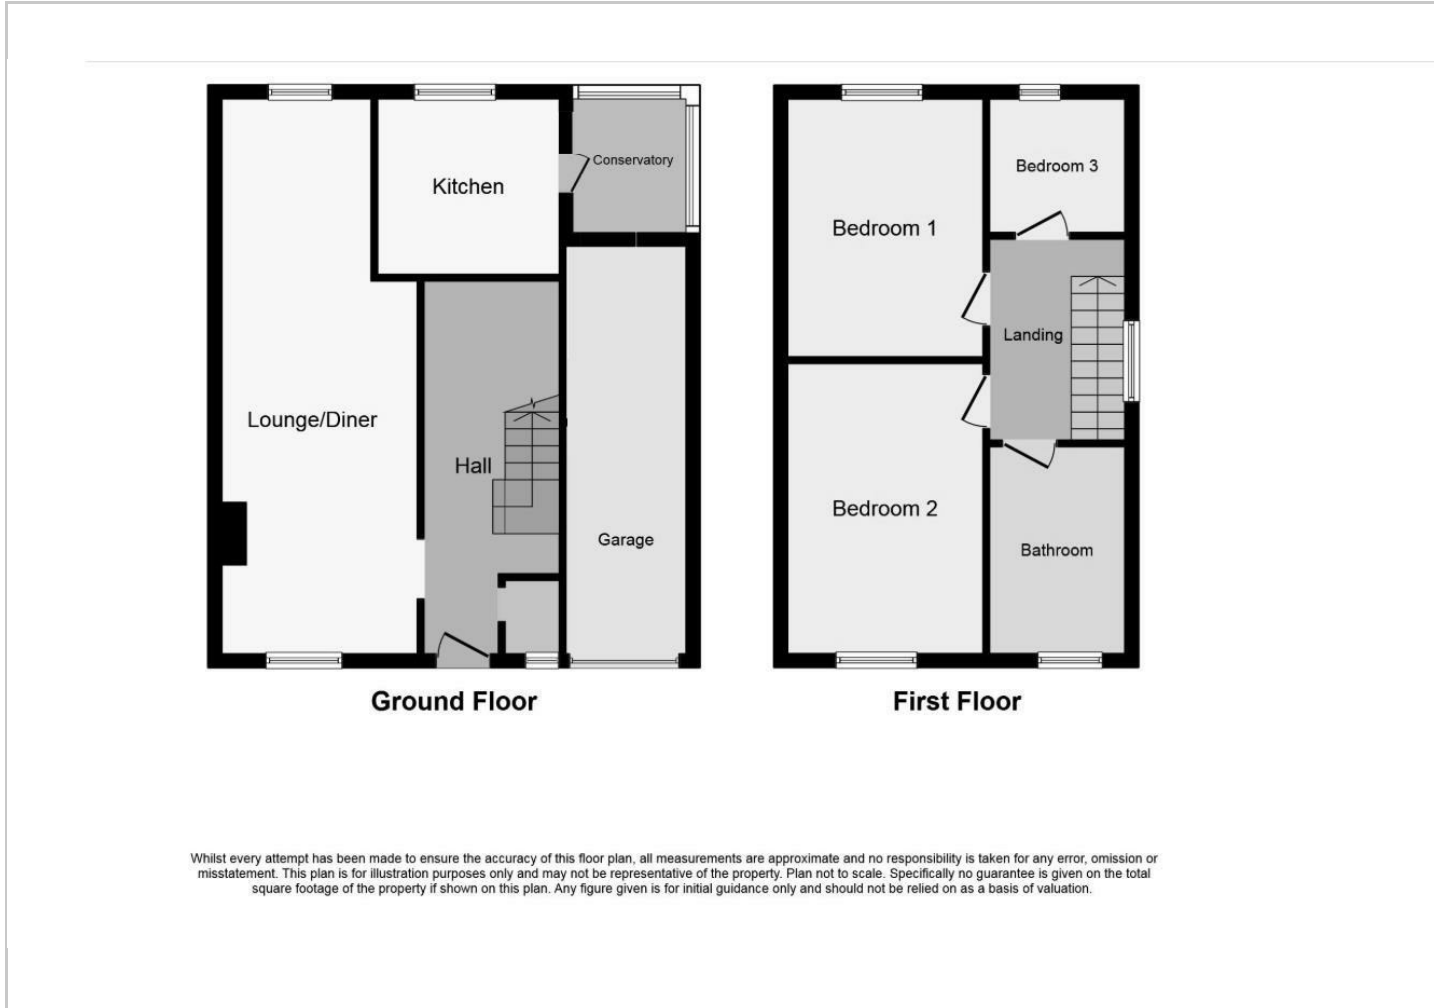 Conservatory
Kitchen
Lounge/Diner
Hall
Garage
Ground Floor
Bedroom 1
Bedroom 3
Landing
Bedroom 2
Bathroom
First Floor
Whilst every attempt has been made to ensure the accuracy of this floor plan, all measurements are approximate and no responsibility is taken for any error, omission or
misstatement. This plan is for illustration purposes only and may not be representative of the property. Plan not to scale. Specifically no guarantee is given on the total
square footage of the property if shown on this plan. Any figure given is for initial guidance only and should not be relied on as a basis of valuation.